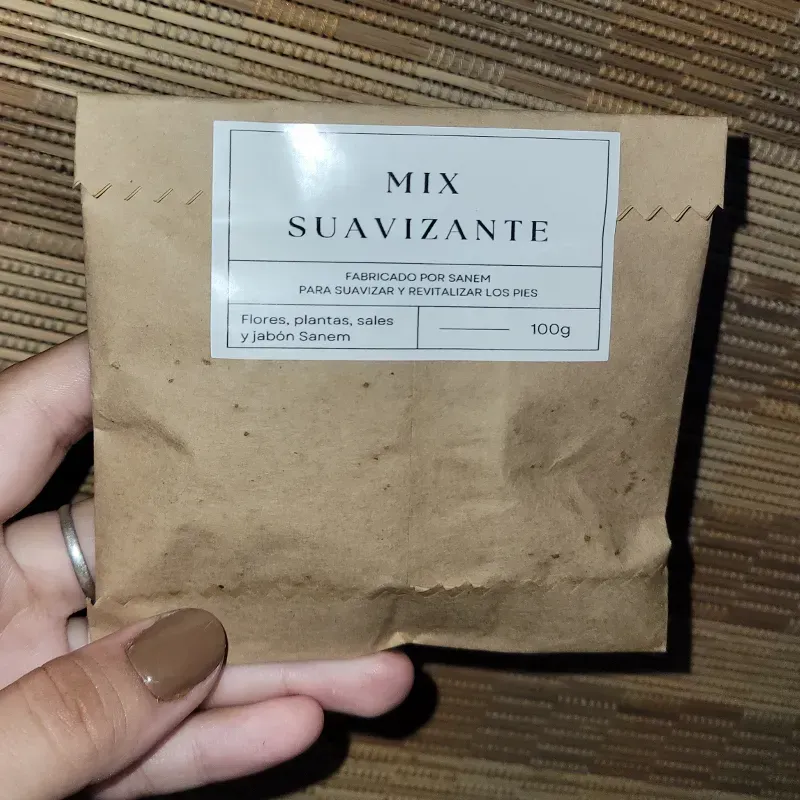 MIX
SUAVIZANTE
FABRICADO POR SANEM
PARA SUAVIZAR Y REVITALIZAR LOS PIES
Flores, plantas, sales
y jabón Sanem
100g